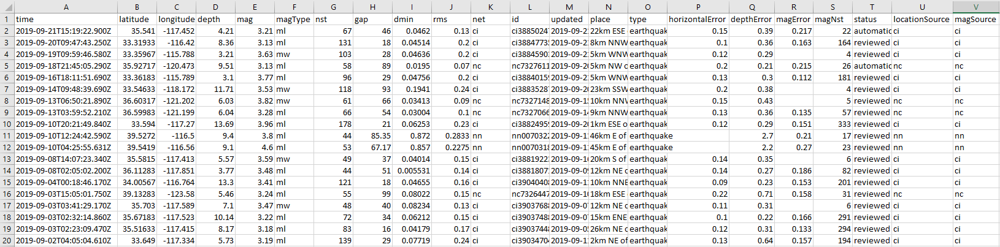 A B C D E F G H I J K L M N O P Q R S T U V
1 time latitude longitude depth mag magType nst gap dmin rms net id updated place type horizontalError depthError magError magNst status locationSource magSource
2 2019-09-21T15:19:22.900Z 35.541 -117.452 4.21 3.21 ml 67 46 0.0462 0.13 ci ci3885024 2019-09-2 22km ESE earthquak 0.15 0.39 0.217 22 automatic ci ci
3 2019-09-20T09:47:43.250Z 33.31933 -116.42 8.36 3.13 ml 131 18 0.04514 0.2 ci ci3884773 2019-09-2 8km NNW earthquak 0.1 0.36 0.163 164 reviewed ci ci
4 2019-09-19T09:59:46.580Z 33.35967 -115.788 3.21 3.63 mw 103 28 0.04636 0.2 ci ci3884590 2019-09-2 5km WNW earthquak 0.12 0.29 4 reviewed ci ci
5 2019-09-18T21:45:05.290Z 35.92717 -120.473 9.51 3.13 ml 58 89 0.0195 0.07 nc nc7327611 2019-09-2 5km NW o earthquak 0.2 0.21 0.215 26 automatic nc nc
6 2019-09-16T18:11:51.690Z 33.36183 -115.789 3.1 3.77 ml 96 29 0.04756 0.2 ci ci3884015 2019-09-2 5km WNW earthquak 0.13 0.3 0.112 181 reviewed ci ci
7 2019-09-14T09:48:39.690Z 33.54633 -118.172 11.71 3.53 mw 118 93 0.1941 0.24 ci ci3883528 2019-09-2 23km SSW earthquak 0.2 0.38 4 reviewed ci ci
8 2019-09-13T06:50:21.890Z 36.60317 -121.202 6.03 3.82 mw 61 66 0.03413 0.09 nc nc7327148 2019-09-1 10km NNW earthquak 0.15 0.43 5 reviewed nc nc
9 2019-09-13T03:59:52.210Z 36.59983 -121.199 6.04 3.28 ml 66 54 0.03004 0.1 nc nc7327066 2019-09-1 9km NNW earthquak 0.13 0.36 0.135 57 reviewed nc nc
10 2019-09-10T20:21:49.840Z 33.594 -117.27 13.69 3.96 ml 178 21 0.06253 0.23 ci ci3882495 2019-09-2 1km ESE o earthquak 0.12 0.29 0.151 333 reviewed ci ci
11 2019-09-10T12:24:42.590Z 39.5272 -116.5 9.4 3.8 ml 44 85.35 0.872 0.2833 nn nn0070322 2019-09-1 46km E of earthquake 2.7 0.21 17 reviewed nn nn
12 2019-09-10T04:25:55.631Z 39.5419 -116.56 9.1 4.6 ml 53 67.17 0.857 0.2275 nn nn0070318 2019-09-1 45km E of earthquake 2.2 0.27 23 reviewed nn nn
13 2019-09-08T14:07:23.340Z 35.5815 -117.413 5.57 3.59 mw 49 37 0.04014 0.15 ci ci3881922 2019-09-1 20km S of earthquak 0.14 0.35 6 reviewed ci ci
14 2019-09-08T02:05:02.200Z 36.11283 -117.851 3.77 3.48 ml 44 51 0.005531 0.14 ci ci3881807 2019-09-0 12km NE o earthquak 0.14 0.27 0.186 82 reviewed ci ci
15 2019-09-04T00:18:46.170Z 34.00567 -116.764 13.3 3.41 ml 121 18 0.04655 0.16 ci ci3904040 2019-09-1 10km NNE earthquak 0.09 0.23 0.153 201 reviewed ci ci
16 2019-09-03T15:05:01.750Z 39.13283 -123.58 5.46 3.24 ml 55 99 0.08022 0.15 nc nc7326447 2019-09-1 18km ESE earthquak 0.22 0.71 0.158 31 reviewed nc nc
17 2019-09-03T03:41:29.170Z 35.703 -117.589 7.1 3.47 mw 48 40 0.08234 0.13 ci ci3903768 2019-09-0 12km NE o earthquak 0.11 0.31 6 reviewed ci ci
18 2019-09-03T02:32:14.860Z 35.67183 -117.523 10.14 3.22 ml 72 34 0.06212 0.15 ci ci3903748 2019-09-0 15km ENE earthquak 0.1 0.22 0.166 291 reviewed ci ci
19 2019-09-03T02:23:09.470Z 35.51633 -117.415 8.17 3.18 ml 83 16 0.04179 0.17 ci ci3903744 2019-09-0 26km NE o earthquak 0.12 0.31 0.133 294 reviewed ci ci
20 2019-09-02T04:05:04.610Z 33.649 -117.334 5.73 3.19 ml 139 29 0.07719 0.24 ci ci3903470 2019-09-1 2km NE of earthquak 0.13 0.64 0.157 194 reviewed ci ci